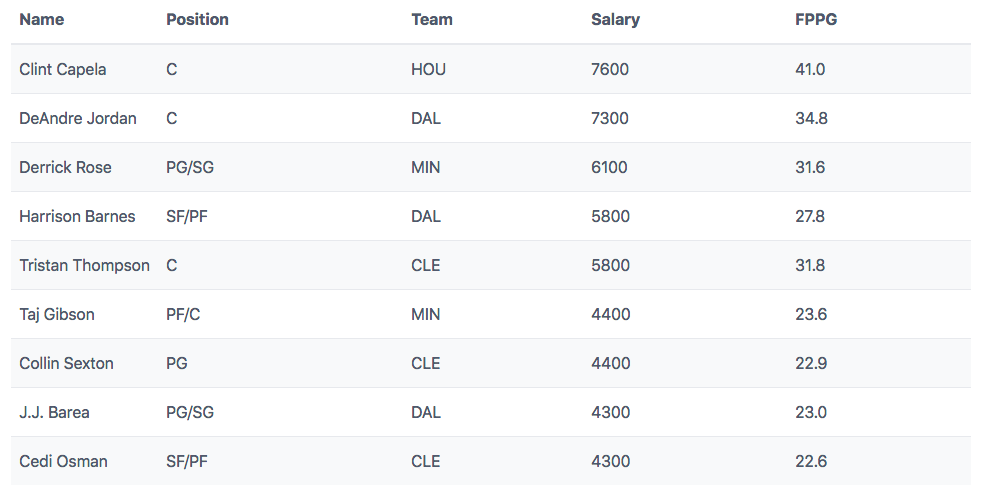 Name Position Team Salary FPPG
Clint Capela C HOU 7600 41.0
DeAndre Jordan C DAL 7300 34.8
Derrick Rose PG/SG MIN 6100 31.6
Harrison Barnes SF/PF DAL 5800 27.8
Tristan Thompson C CLE 5800 31.8
Taj Gibson PF/C MIN 4400 23.6
Collin Sexton PG CLE 4400 22.9
J.J. Barea PG/SG DAL 4300 23.0
Cedi Osman SF/PF CLE 4300 22.6